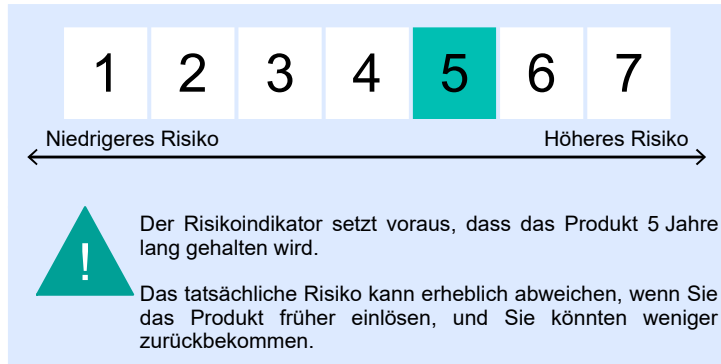 1 2 3 4 5 6 7
Niedrigeres Risiko Höheres Risiko
!
Der Risikoindikator setzt voraus, dass das Produkt 5 Jahre
lang gehalten wird.
Das tatsächliche Risiko kann erheblich abweichen, wenn Sie
das Produkt früher einlösen, und Sie könnten weniger
zurückbekommen.